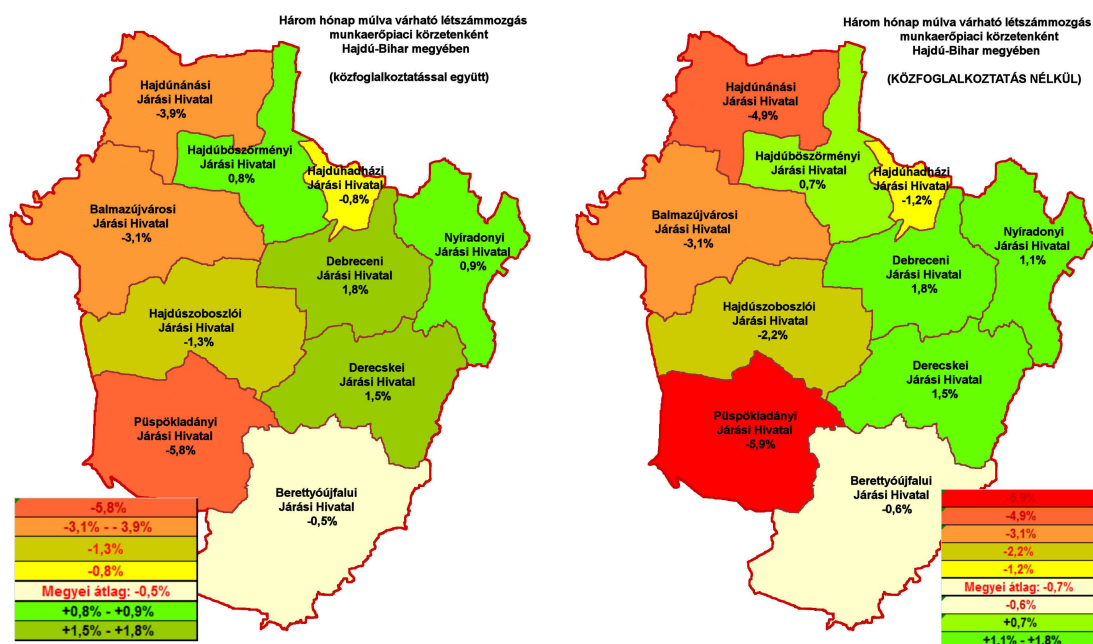 Három hónap múlva várható létszámmozgás
munkaerőpiaci körzetenként
Hajdú-Bihar megyében
(közfoglalkoztatással együtt)
Hajdúnánási
Járási Hivatal
-3,9%
Hajdúböszörményi
Járási Hivatal
0,8%
Hajdúhadházi
Járási Hivatal
-0,8%
Balmazújvárosi
Járási Hivatal
-3,1%
Nyíradonyi
Járási Hivatal
0,9%
Debreceni
Járási Hivatal
1,8%
Hajdúszoboszlói
Járási Hivatal
-1,3%
Derecskei
Járási Hivatal
1,5%
Püspökladányi
Járási Hivatal
-5,8%
Berettyóújfalui
Járási Hivatal
-0,5%
-5,8%
-3,1% - - 3,9%
-1,3%
-0,8%
Megyei átlag: -0,5%
+0,8% - +0,9%
+1,5% - +1,8%
Három hónap múlva várható létszámmozgás
munkaerőpiaci körzetenként
Hajdú-Bihar megyében
(KÖZFOGLALKOZTATÁS NÉLKÜL)
Hajdúnánási
Járási Hivatal
-4,9%
Hajdúböszörményi
Járási Hivatal
0,7%
Hajdúhadházi
Járási Hivatal
-1,2%
Balmazújvárosi
Járási Hivatal
-3,1%
Nyíradonyi
Járási Hivatal
1,1%
Debreceni
Járási Hivatal
1,8%
Hajdúszoboszlói
Járási Hivatal
-2,2%
Derecskei
Járási Hivatal
1,5%
Püspökladányi
Járási Hivatal
-5,9%
Berettyóújfalui
Járási Hivatal
-0,6%
-5,9%
-4,9%
-3,1%
-2,2%
-1,2%
Megyei átlag: -0,7%
-0,6%
+0,7%
+1,1% - +1,8%